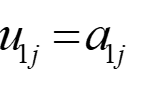 u₁ⱼ = a₁ⱼ